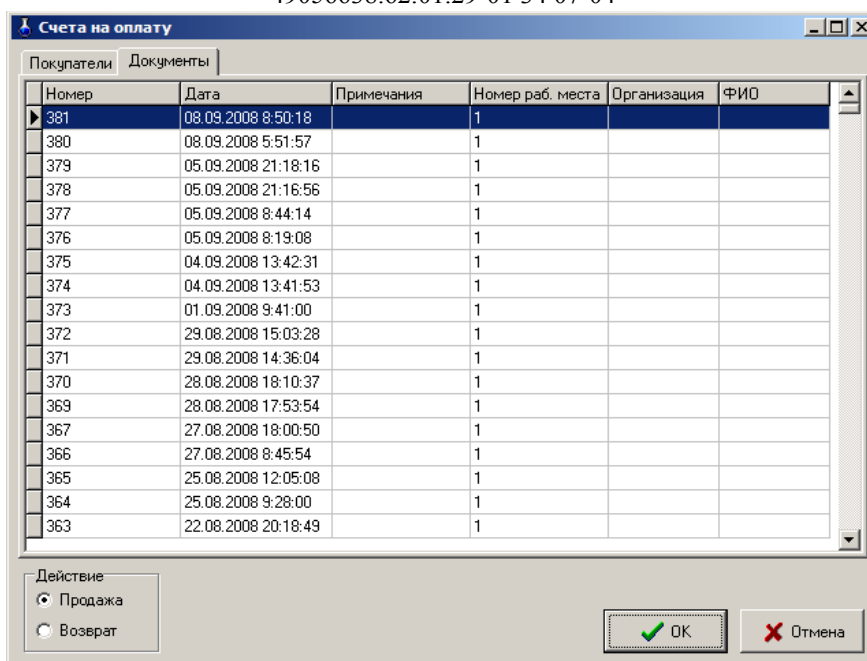 49050638.62.01.29-01 34 07-04
Счета на оплату
Покупатели Документы
Номер Дата Примечания Номер раб. места Организация ФИО
381 08.09.2008 8:50:18 1
380 08.09.2008 5:51:57 1
379 05.09.2008 21:18:16 1
378 05.09.2008 21:16:56 1
377 05.09.2008 8:44:14 1
376 05.09.2008 8:19:08 1
375 04.09.2008 13:42:31 1
374 04.09.2008 13:41:53 1
373 01.09.2008 9:41:00 1
372 29.08.2008 15:03:28 1
371 29.08.2008 14:36:04 1
370 28.08.2008 18:10:37 1
369 28.08.2008 17:53:54 1
367 27.08.2008 18:00:50 1
366 27.08.2008 8:45:54 1
365 25.08.2008 12:05:08 1
364 25.08.2008 9:28:00 1
363 22.08.2008 20:18:49 1
Действие
Продажа
Возврат
OK Отмена